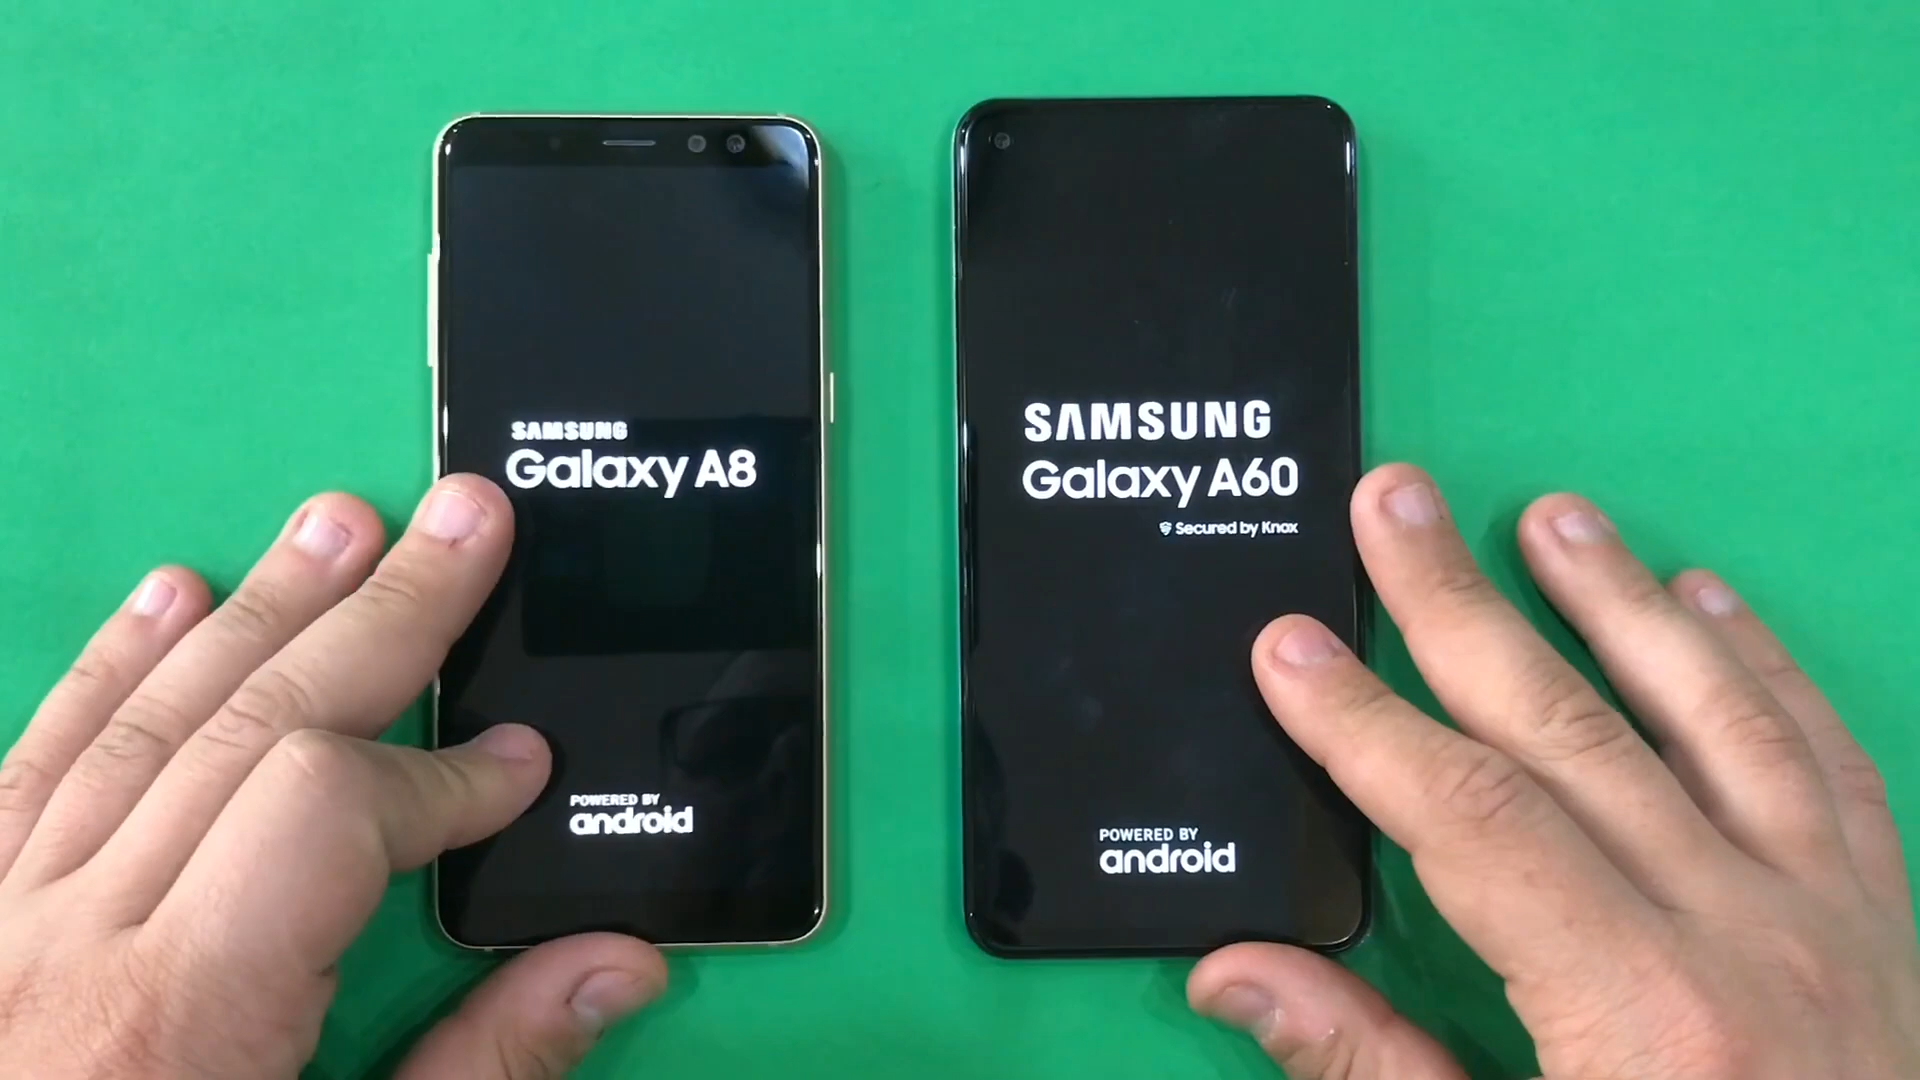 SAMSUNG
Galaxy A8
POWERED BY
android
SAMSUNG
Galaxy A60
Secured by Knox
POWERED BY
android